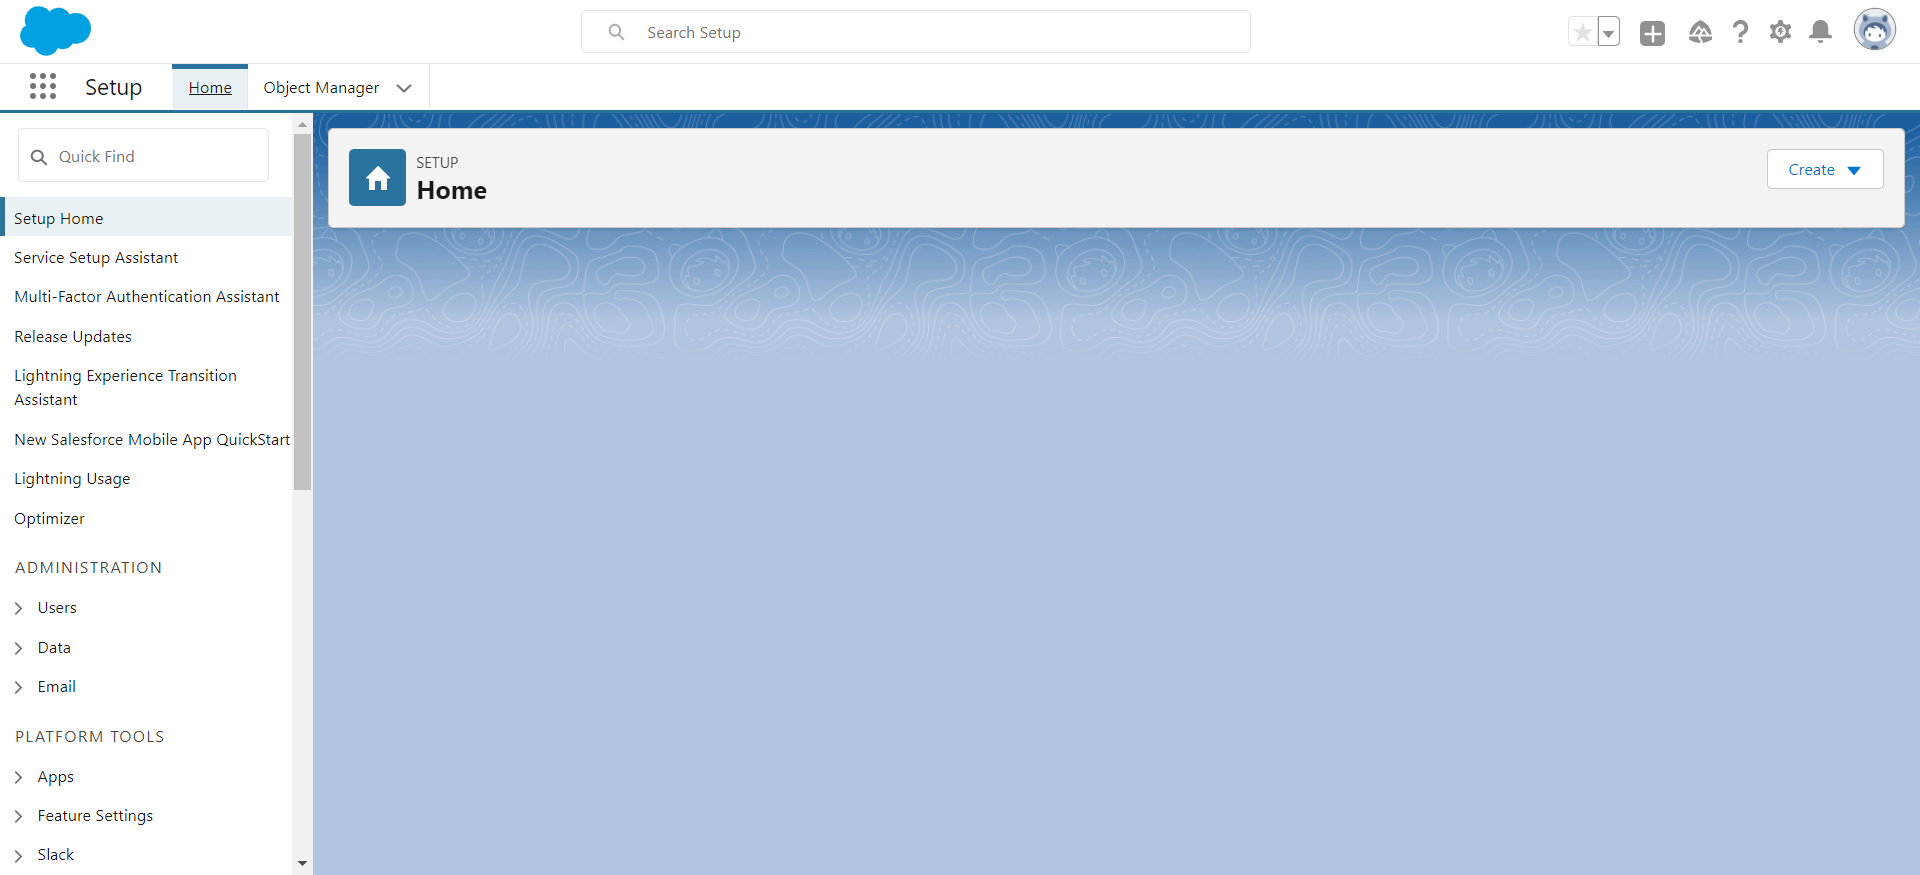 Search Setup
Setup
Home
Object Manager
Quick Find
Setup Home
Service Setup Assistant
Multi-Factor Authentication Assistant
Release Updates
Lightning Experience Transition
Assistant
New Salesforce Mobile App QuickStart
Lightning Usage
Optimizer
ADMINISTRATION
Users
Data
Email
PLATFORM TOOLS
Apps
Feature Settings
Slack
SETUP
Home
Create